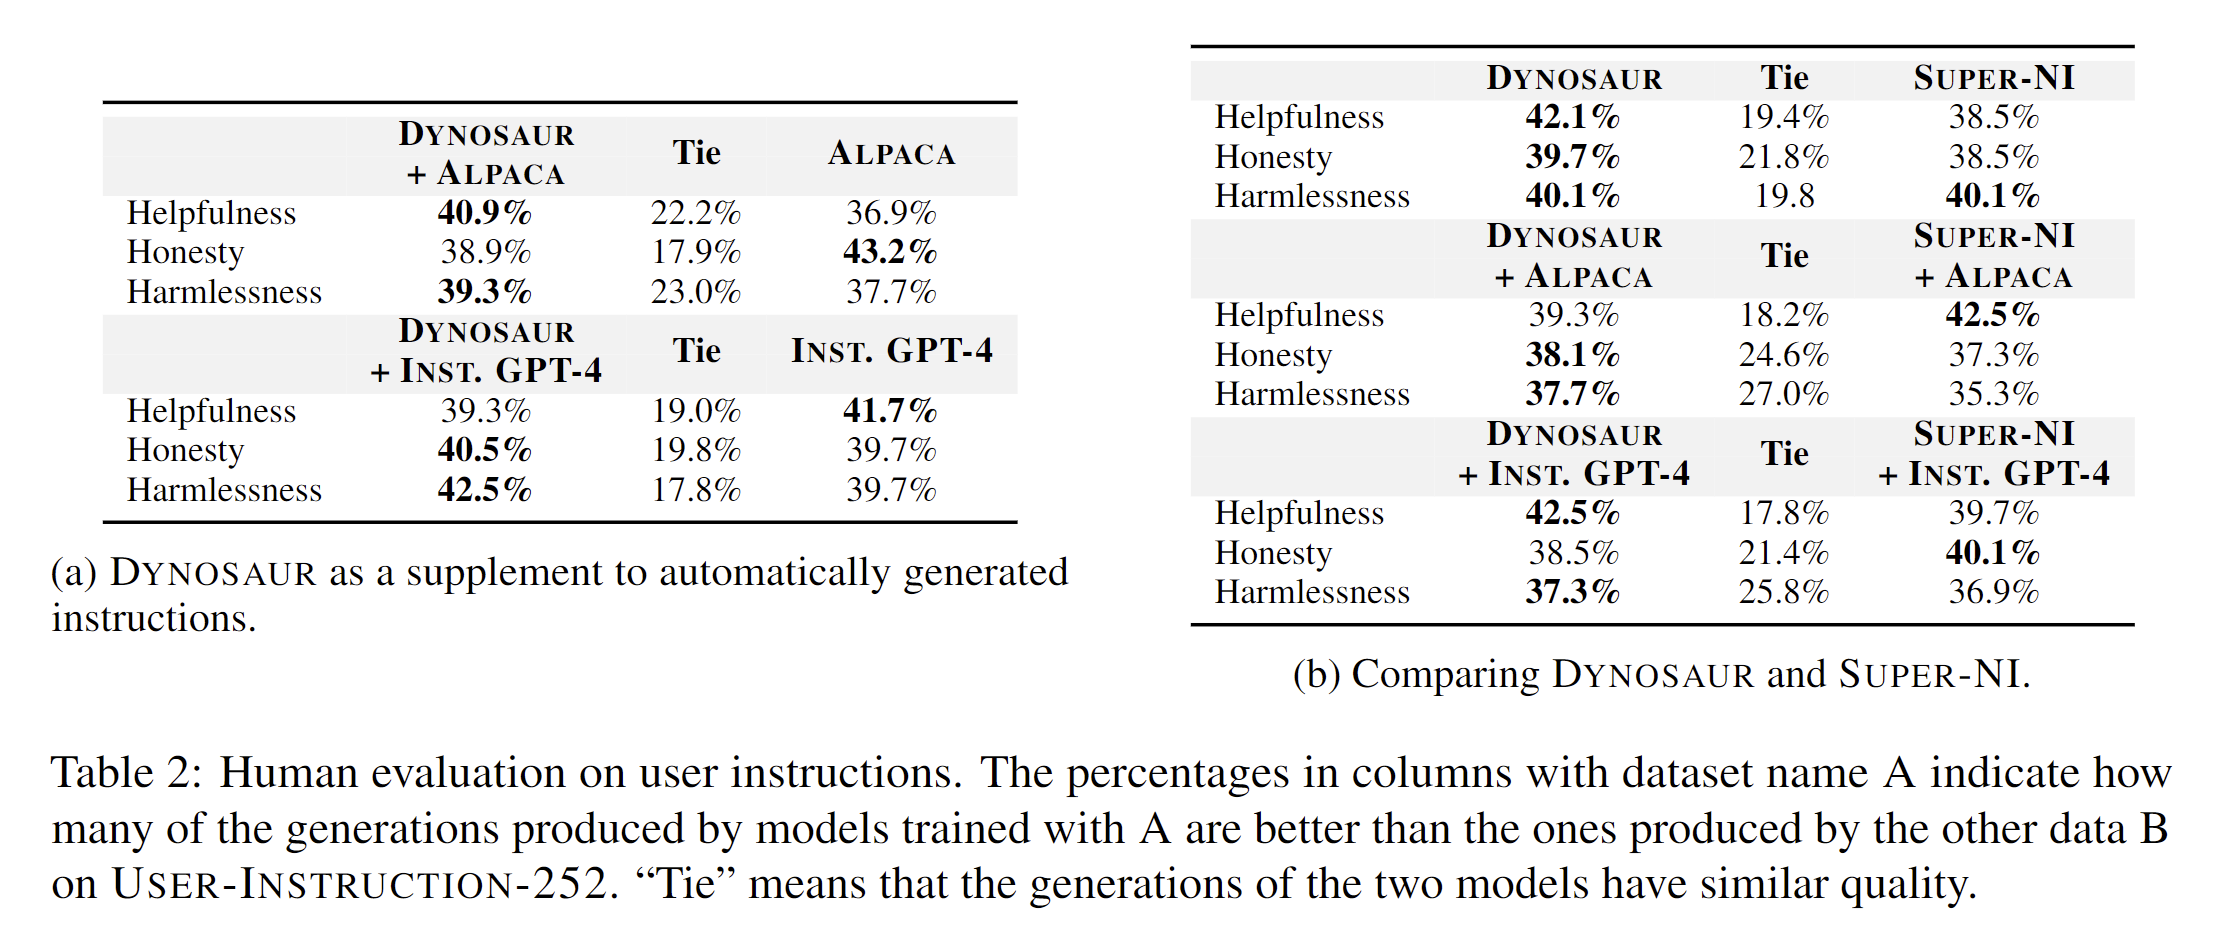 DYNOSAUR
+ ALPACA Tie ALPACA
Helpfulness 40.9% 22.2% 36.9%
Honesty 38.9% 17.9% 43.2%
Harmlessness 39.3% 23.0% 37.7%
DYNOSAUR
+ INST. GPT-4 Tie INST. GPT-4
Helpfulness 39.3% 19.0% 41.7%
Honesty 40.5% 19.8% 39.7%
Harmlessness 42.5% 17.8% 39.7%
(a) DYNOSAUR as a supplement to automatically generated
instructions.
DYNOSAUR Tie SUPER-NI
Helpfulness 42.1% 19.4% 38.5%
Honesty 39.7% 21.8% 38.5%
Harmlessness 40.1% 19.8 40.1%
DYNOSAUR Tie SUPER-NI
+ ALPACA + ALPACA
Helpfulness 39.3% 18.2% 42.5%
Honesty 38.1% 24.6% 37.3%
Harmlessness 37.7% 27.0% 35.3%
DYNOSAUR Tie SUPER-NI
+ INST. GPT-4 + INST. GPT-4
Helpfulness 42.5% 17.8% 39.7%
Honesty 38.5% 21.4% 40.1%
Harmlessness 37.3% 25.8% 36.9%
(b) Comparing DYNOSAUR and SUPER-NI.
Table 2: Human evaluation on user instructions. The percentages in columns with dataset name A indicate how
many of the generations produced by models trained with A are better than the ones produced by the other data B
on USER-INSTRUCTION-252. “Tie” means that the generations of the two models have similar quality.